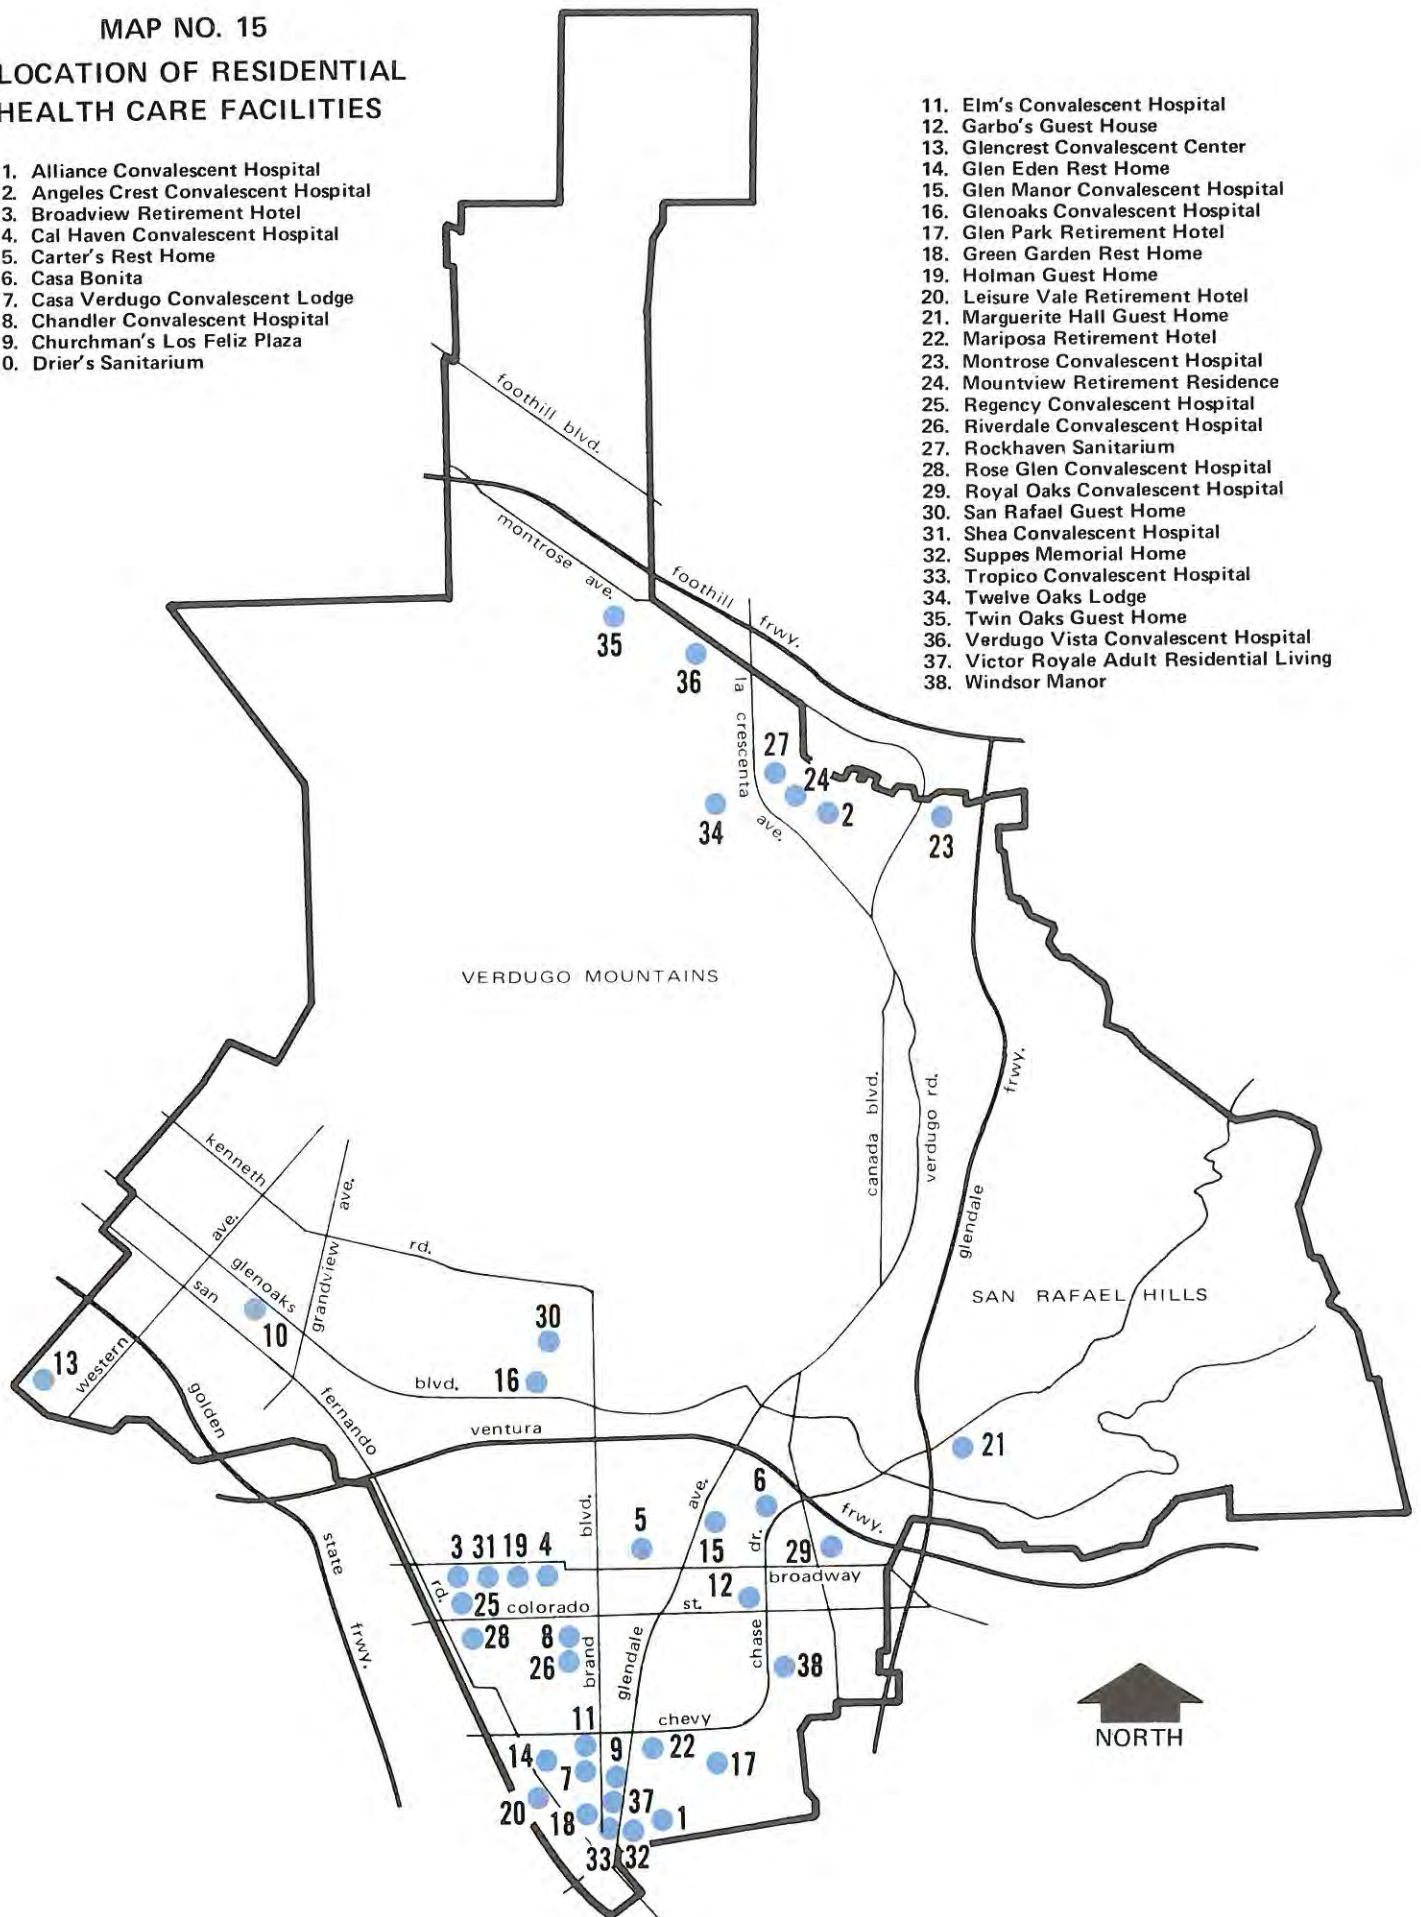 MAP NO. 15
LOCATION OF RESIDENTIAL
HEALTH CARE FACILITIES
1. Alliance Convalescent Hospital
2. Angeles Crest Convalescent Hospital
3. Broadview Retirement Hotel
4. Cal Haven Convalescent Hospital
5. Carter's Rest Home
6. Casa Bonita
7. Casa Verdugo Convalescent Lodge
8. Chandler Convalescent Hospital
9. Churchman's Los Feliz Plaza
0. Drier's Sanitarium
11. Elm's Convalescent Hospital
12. Garbo's Guest House
13. Glencrest Convalescent Center
14. Glen Eden Rest Home
15. Glen Manor Convalescent Hospital
16. Glenoaks Convalescent Hospital
17. Glen Park Retirement Hotel
18. Green Garden Rest Home
19. Holman Guest Home
20. Leisure Vale Retirement Hotel
21. Marguerite Hall Guest Home
22. Mariposa Retirement Hotel
23. Montrose Convalescent Hospital
24. Mountview Retirement Residence
25. Regency Convalescent Hospital
26. Riverdale Convalescent Hospital
27. Rockhaven Sanitarium
28. Rose Glen Convalescent Hospital
29. Royal Oaks Convalescent Hospital
30. San Rafael Guest Home
31. Shea Convalescent Hospital
32. Suppes Memorial Home
33. Tropico Convalescent Hospital
34. Twelve Oaks Lodge
35. Twin Oaks Guest Home
36. Verdugo Vista Convalescent Hospital
37. Victor Royale Adult Residential Living
38. Windsor Manor
foothill blvd.
montrose ave.
foothill frwy.
35
36
la crescenta ave.
27
24
2
34
23
VERDUGO MOUNTAINS
canada blvd.
verdugo rd.
glendale frwy.
kenneth rd.
western ave.
grandview ave.
glenoaks blvd.
san fernando rd.
SAN RAFAEL HILLS
10
30
13
16
golden state frwy.
ventura frwy.
21
6
5
15
29
glendale ave.
brand blvd.
chevy chase dr.
3 31 19 4
broadway
12
25
colorado st.
28
8
26
38
11
14
9
22
17
7
20
18
37
1
33
32
NORTH